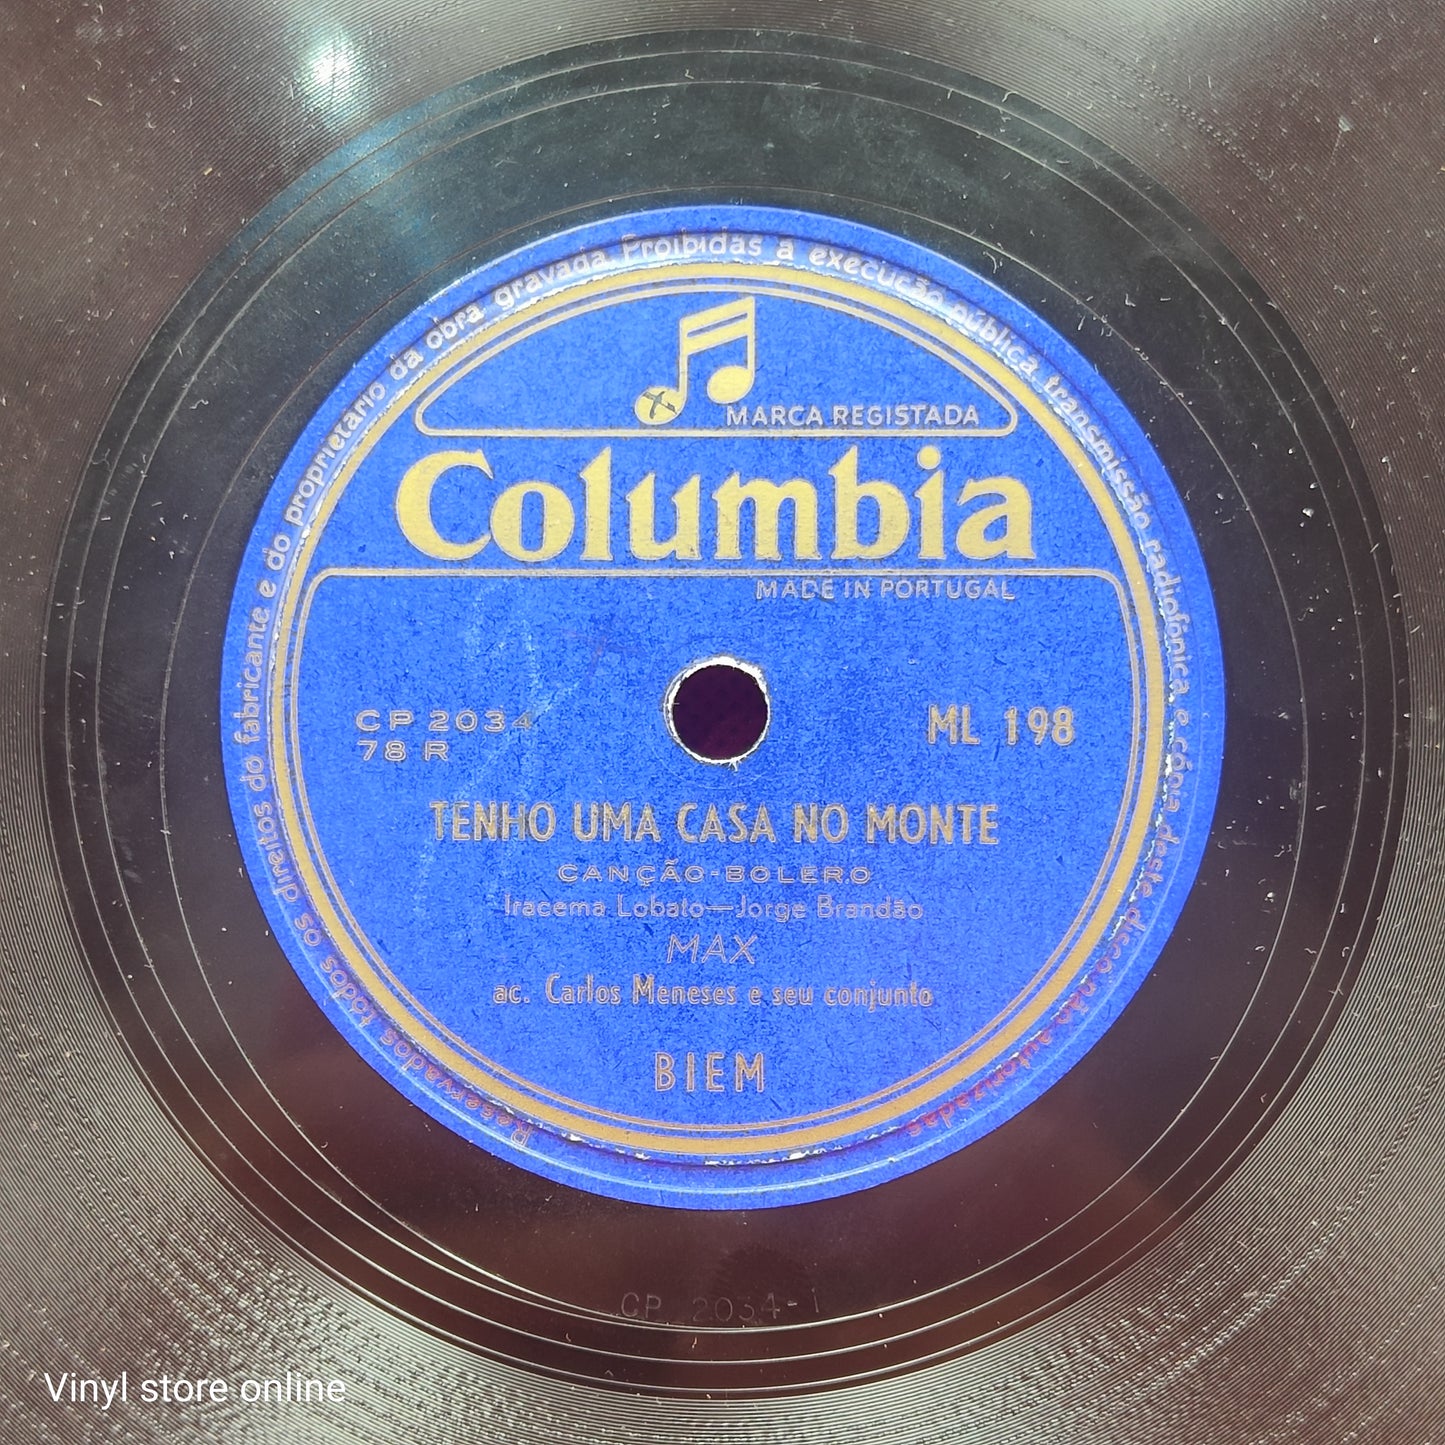 Reservados todos os direitos do fabricante e do proprietário da obra gravada Proibidas a execução pública transmissão radiofónica e cópia deste disco não autorizadas
MARCA REGISTADA
Columbia
MADE IN PORTUGAL
CP 2034
78 R
ML 198
TENHO UMA CASA NO MONTE
CANÇÃO-BOLERO
Iracema Lobato—Jorge Brandão
MAX
ac. Carlos Meneses e seu conjunto
BIEM
CP 2034-1
Vinyl store online